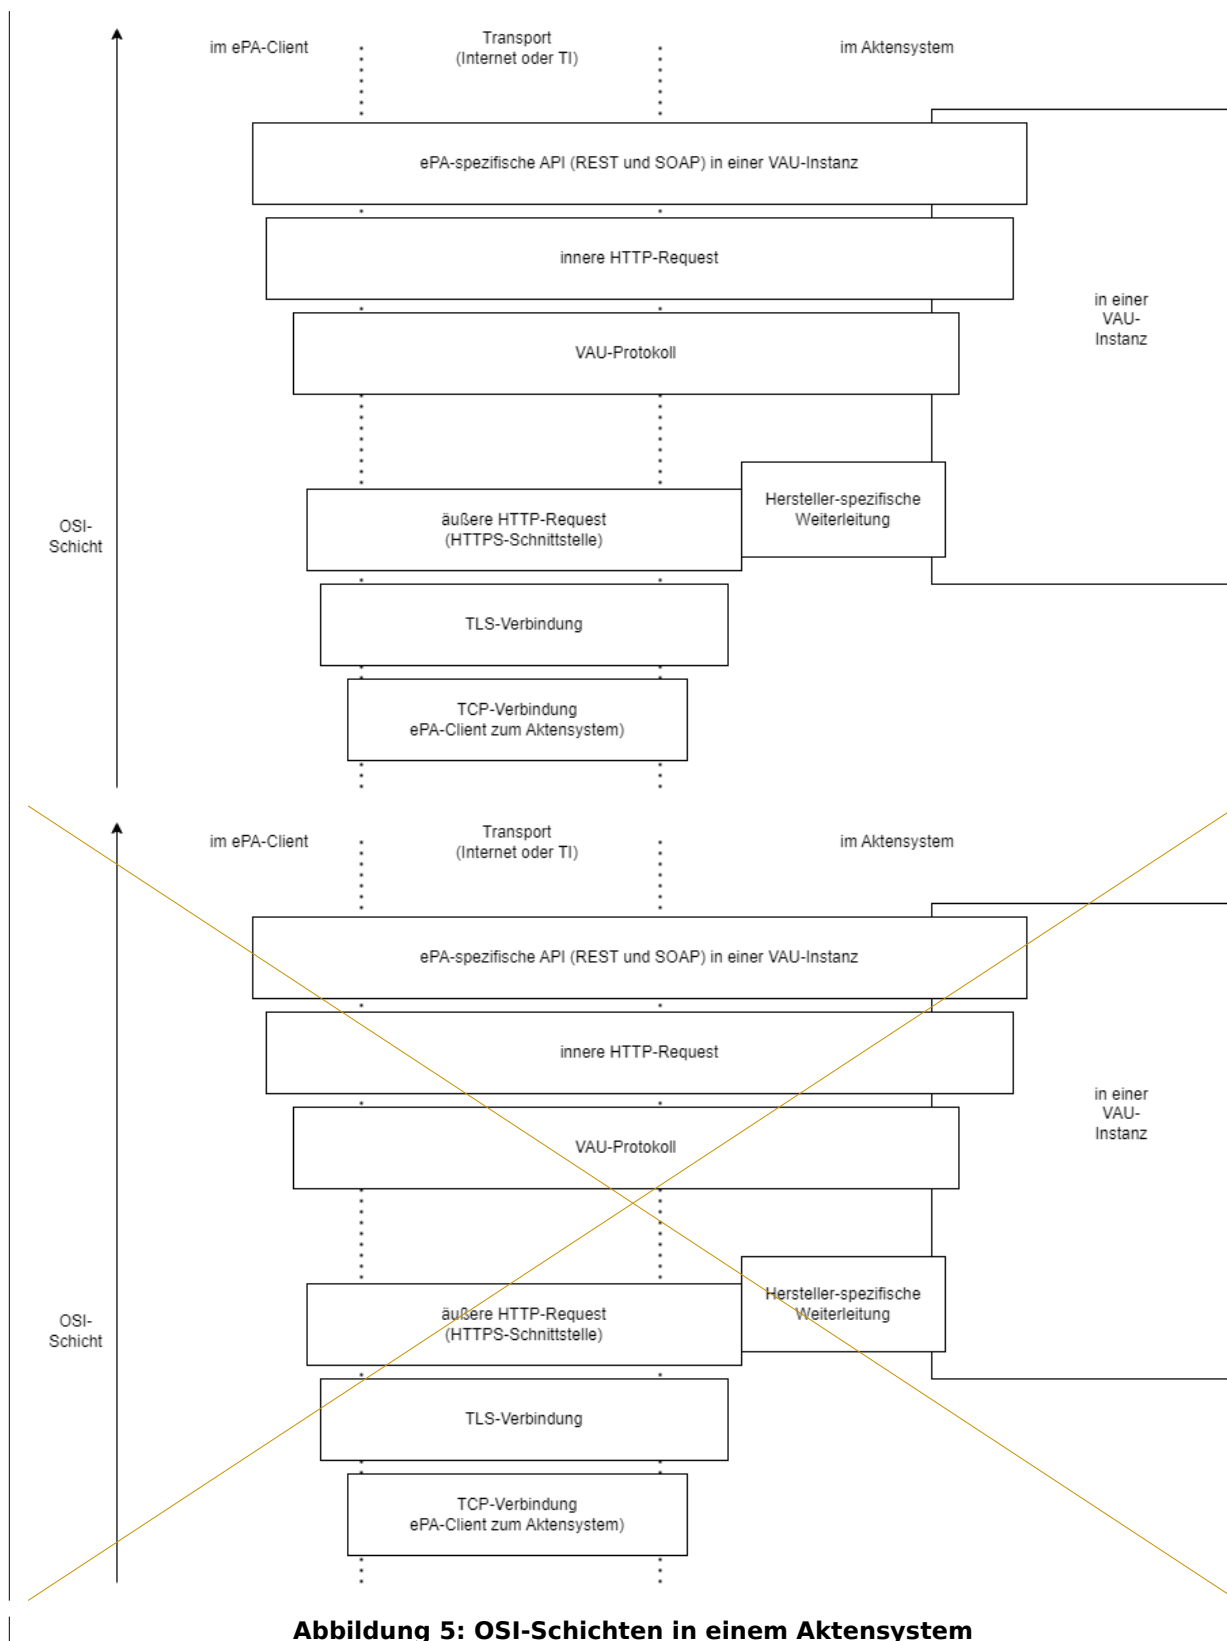 im ePA-Client
Transport
(Internet oder TI)
im Aktensystem
ePA-spezifische API (REST und SOAP) in einer VAU-Instanz
innere HTTP-Request
in einer
VAU-
Instanz
VAU-Protokoll
Hersteller-spezifische
Weiterleitung
äußere HTTP-Request
(HTTPS-Schnittstelle)
OSI-
Schicht
TLS-Verbindung
TCP-Verbindung
ePA-Client zum Aktensystem)
im ePA-Client
Transport
(Internet oder TI)
im Aktensystem
ePA-spezifische API (REST und SOAP) in einer VAU-Instanz
innere HTTP-Request
in einer
VAU-
Instanz
VAU-Protokoll
Hersteller-spezifische
Weiterleitung
äußere HTTP-Request
(HTTPS-Schnittstelle)
OSI-
Schicht
TLS-Verbindung
TCP-Verbindung
ePA-Client zum Aktensystem)
Abbildung 5: OSI-Schichten in einem Aktensystem